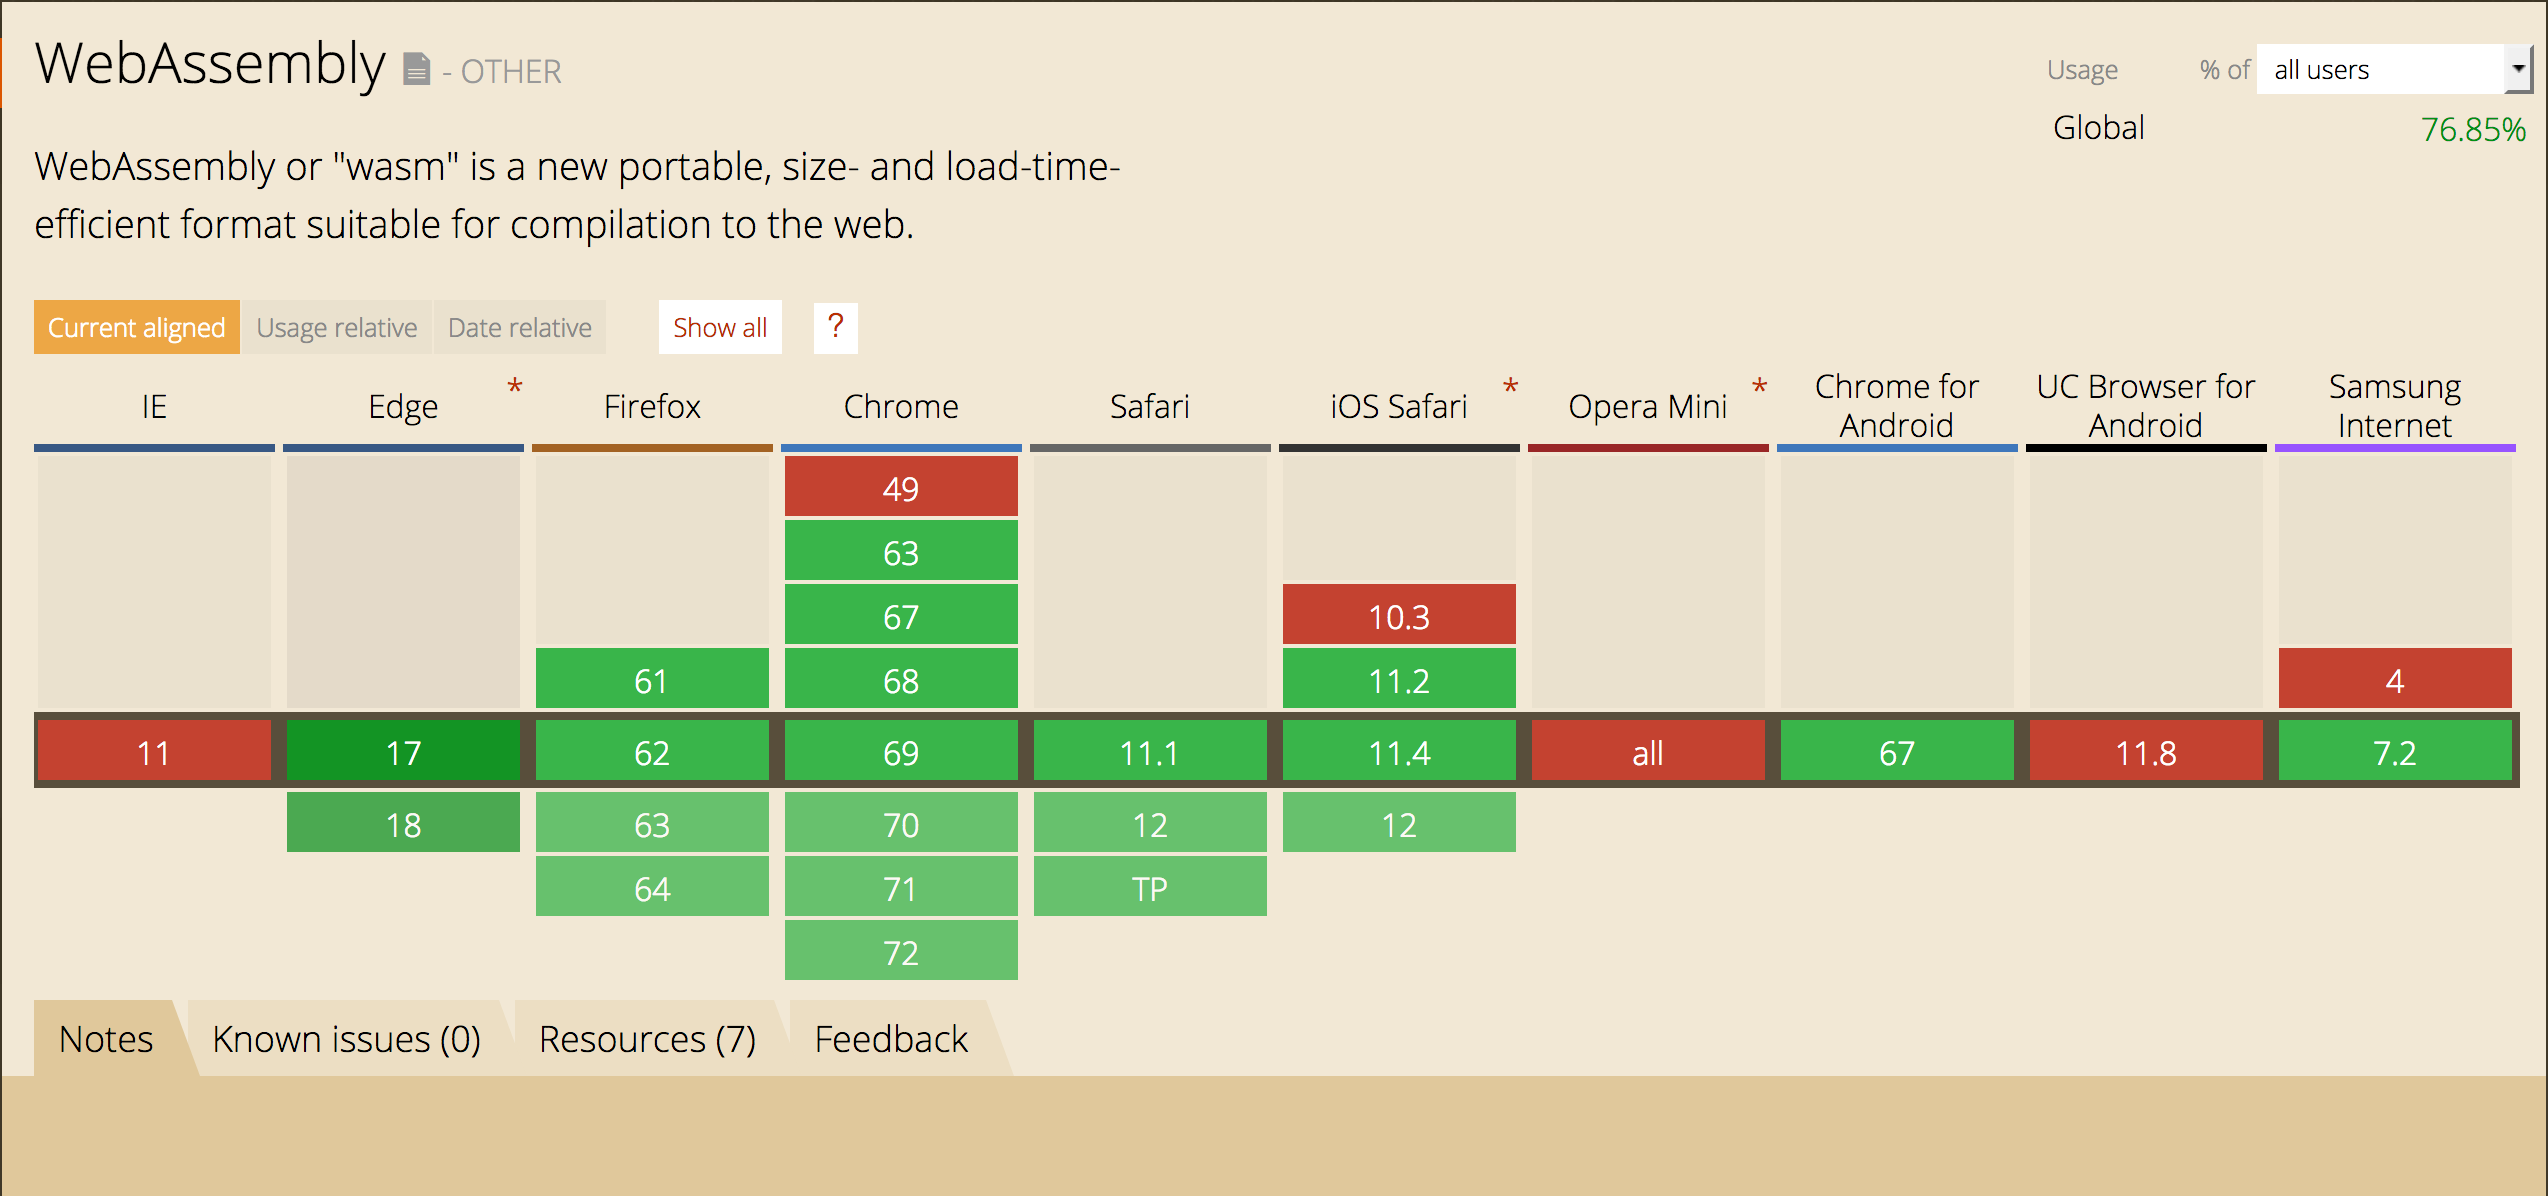 WebAssembly - OTHER
Usage % of all users
Global 76.85%
WebAssembly or "wasm" is a new portable, size- and load-time-
efficient format suitable for compilation to the web.
Current aligned Usage relative Date relative Show all ?
IE Edge * Firefox Chrome Safari iOS Safari * Opera Mini * Chrome for Android UC Browser for Android Samsung Internet
49
63
67 10.3
61 68 11.2 4
11 17 62 69 11.1 11.4 all 67 11.8 7.2
18 63 70 12 12
64 71 TP
72
Notes Known issues (0) Resources (7) Feedback